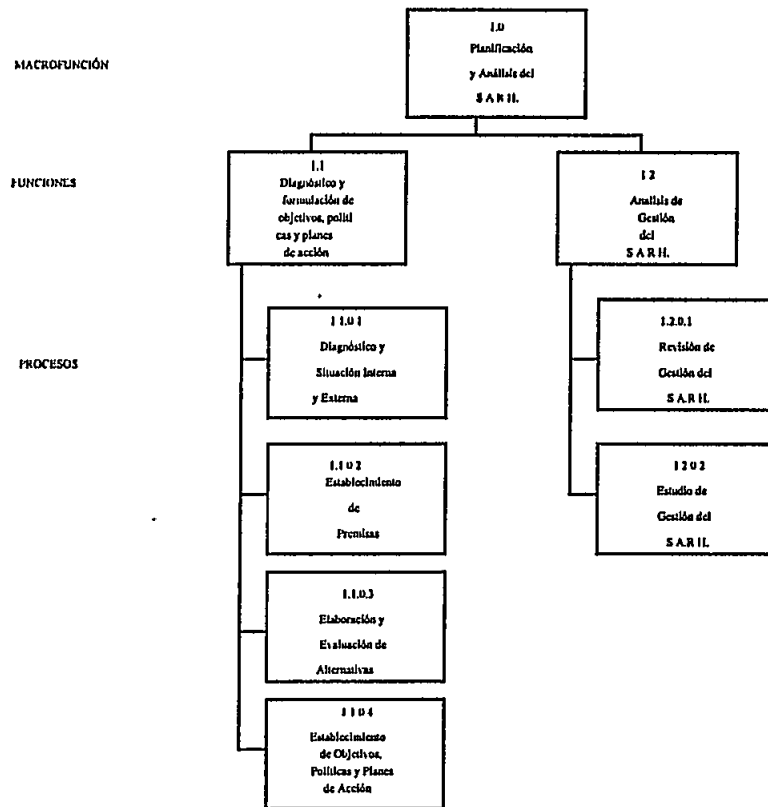 1.0
Planificación
y Análisis del
S A R H.
MACROFUNCIÓN
FUNCIONES
1.1
Diagnóstico y
formulación de
objetivos, polítí
cas y planes
de acción
1 2
Analísis de
Gestión
del
S A R H.
PROCESOS
1 1.0 1
Diagnóstico y
Situación Interna
y Externa
1.2.0.1
Revisión de
Gestión del
S A R H.
1.1 0 2
Establecimiento
de
Premisas
1 2 0 2
Estudio de
Gestión del
S A.R H.
1.1.0.3
Elaboración y
Evaluación de
Alternativas
1 1 0 4
Establecimiento
de Objetivos,
Políticas y Planes
de Acción